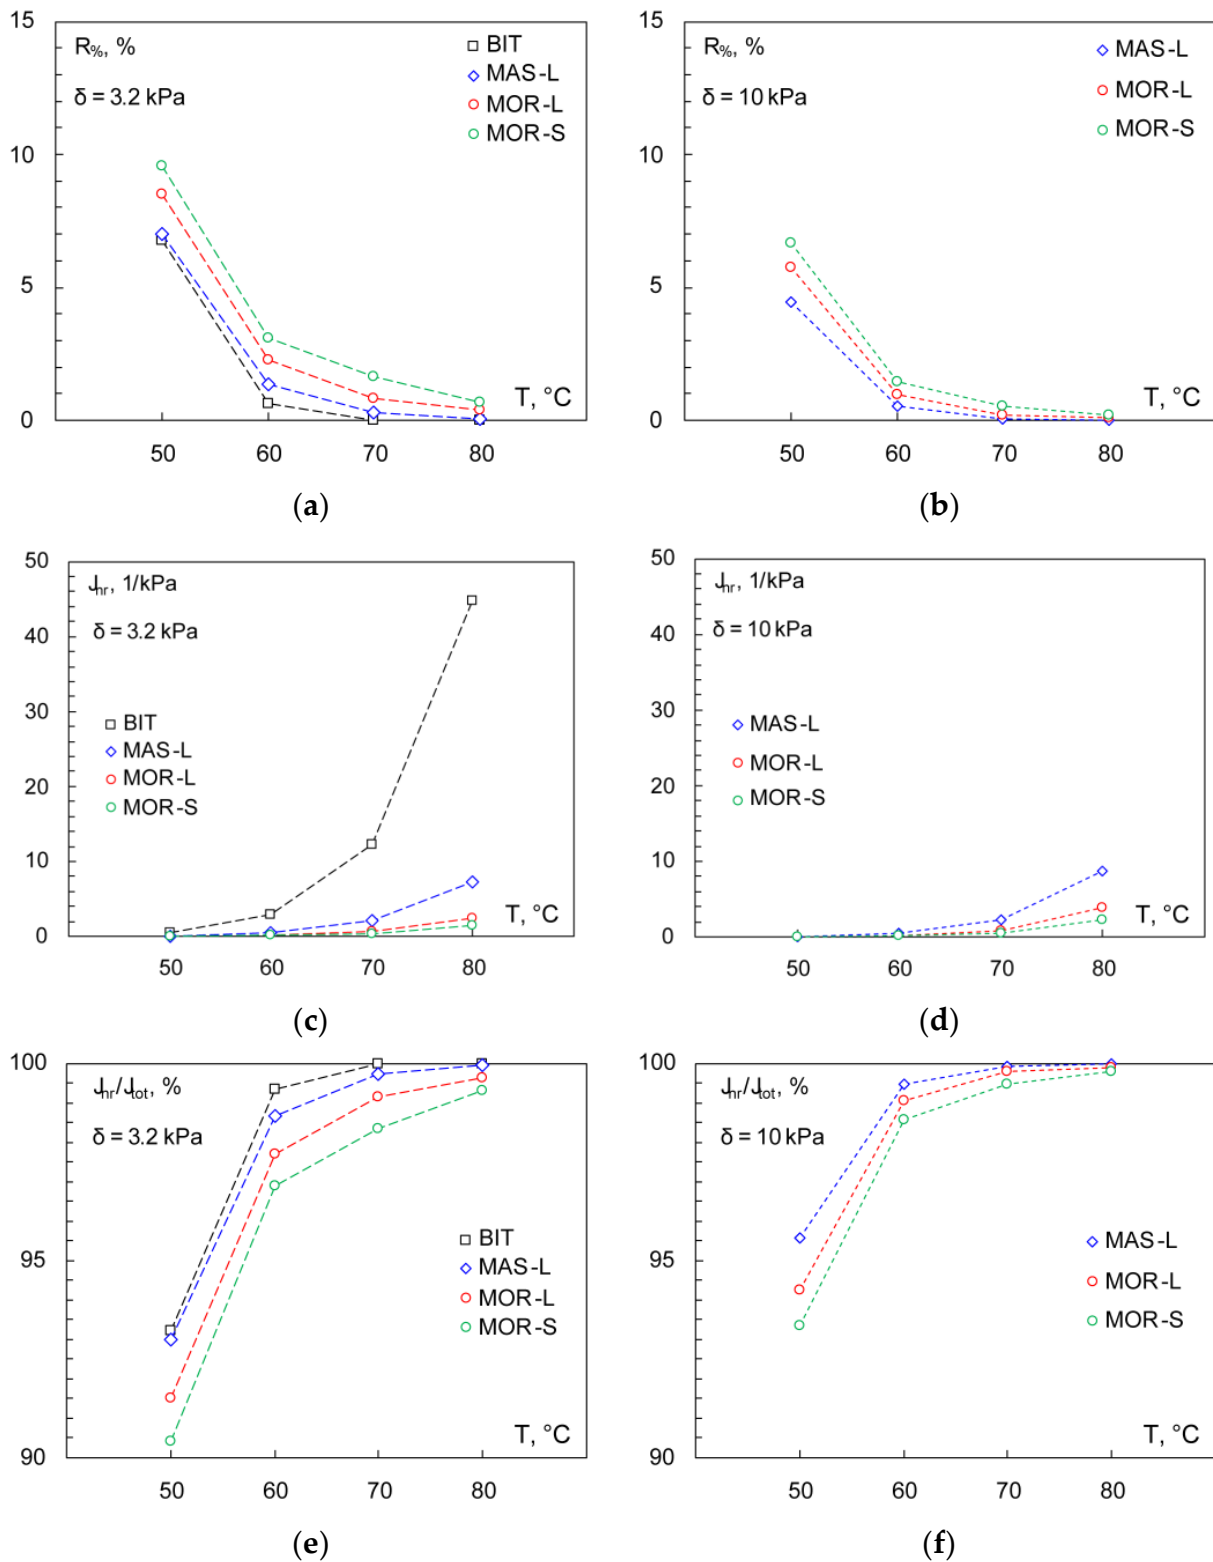 15
10
5
0
R%, %
δ = 3.2 kPa
BIT
MAS-L
MOR-L
MOR-S
T, °C
50 60 70 80
(a)
15
10
5
0
R%, %
δ = 10 kPa
MAS-L
MOR-L
MOR-S
T, °C
50 60 70 80
(b)
50
40
30
20
10
0
Jnr, 1/kPa
δ = 3.2 kPa
BIT
MAS-L
MOR-L
MOR-S
T, °C
50 60 70 80
(c)
50
40
30
20
10
0
Jnr, 1/kPa
δ = 10 kPa
MAS-L
MOR-L
MOR-S
T, °C
50 60 70 80
(d)
100
95
90
Jnr/Jtot, %
δ = 3.2 kPa
BIT
MAS-L
MOR-L
MOR-S
T, °C
50 60 70 80
(e)
100
95
90
Jnr/Jtot, %
δ = 10 kPa
MAS-L
MOR-L
MOR-S
T, °C
50 60 70 80
(f)